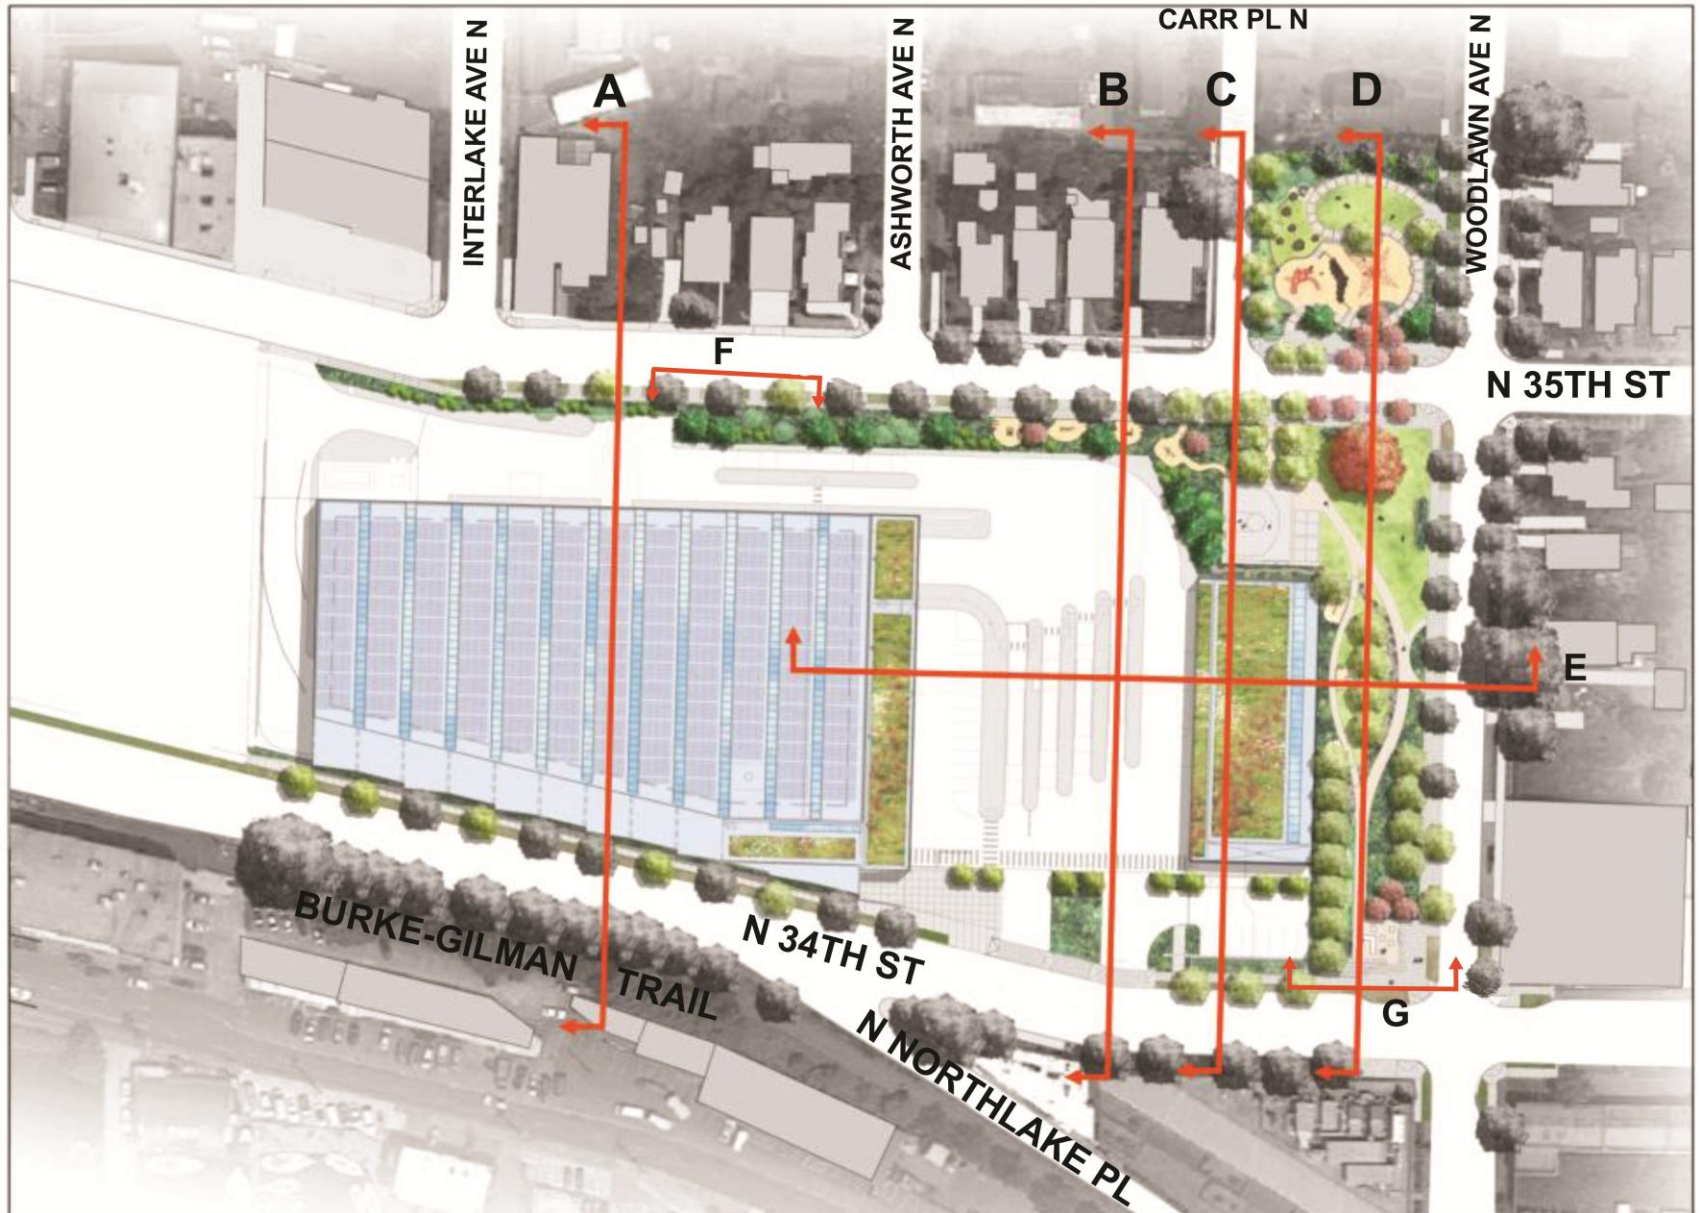 CARR PL N
INTERLAKE AVE N
ASHWORTH AVE N
WOODLAWN AVE N
A
B
C
D
F
N 35TH ST
E
BURKE-GILMAN TRAIL
N 34TH ST
G
N NORTHLAKE PL